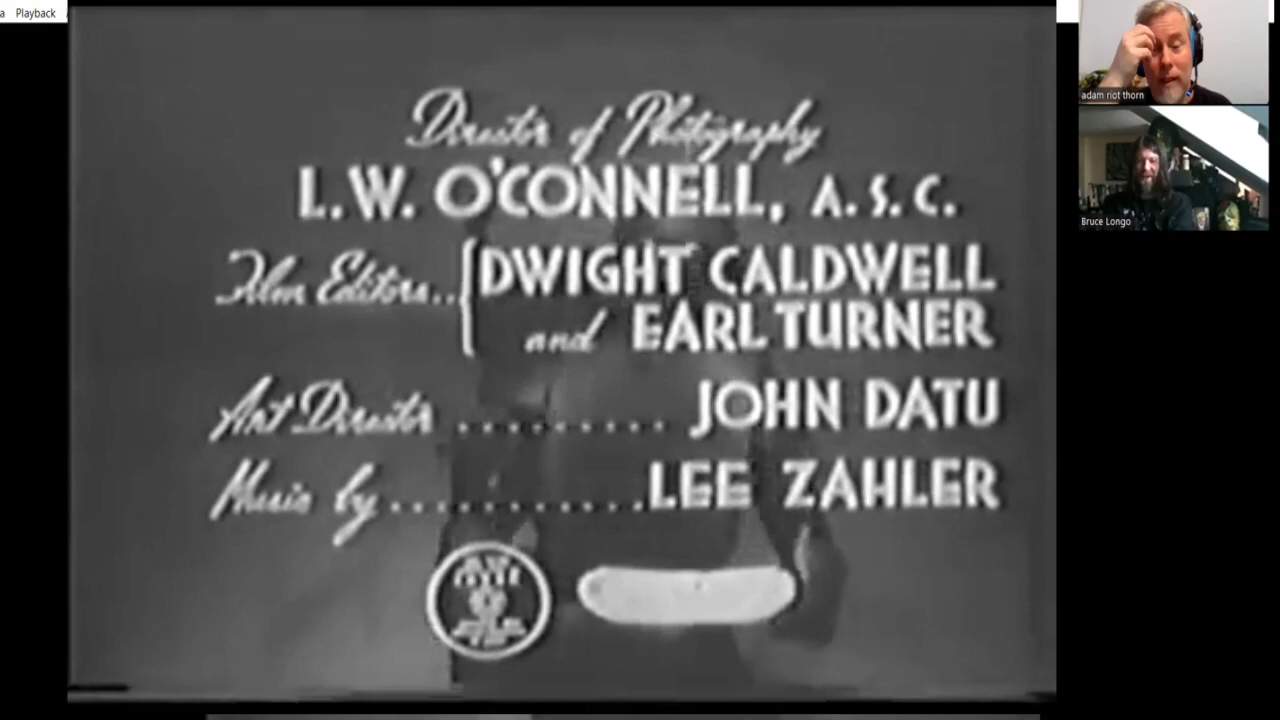 a Playback
Director of Photography
L.W. O'CONNELL, A.S.C.
Film Editors.. DWIGHT CALDWELL
and EARL TURNER
Art Director ......... JOHN DATU
Music by............LEE ZAHLER
adam riot thorn
Bruce Longo